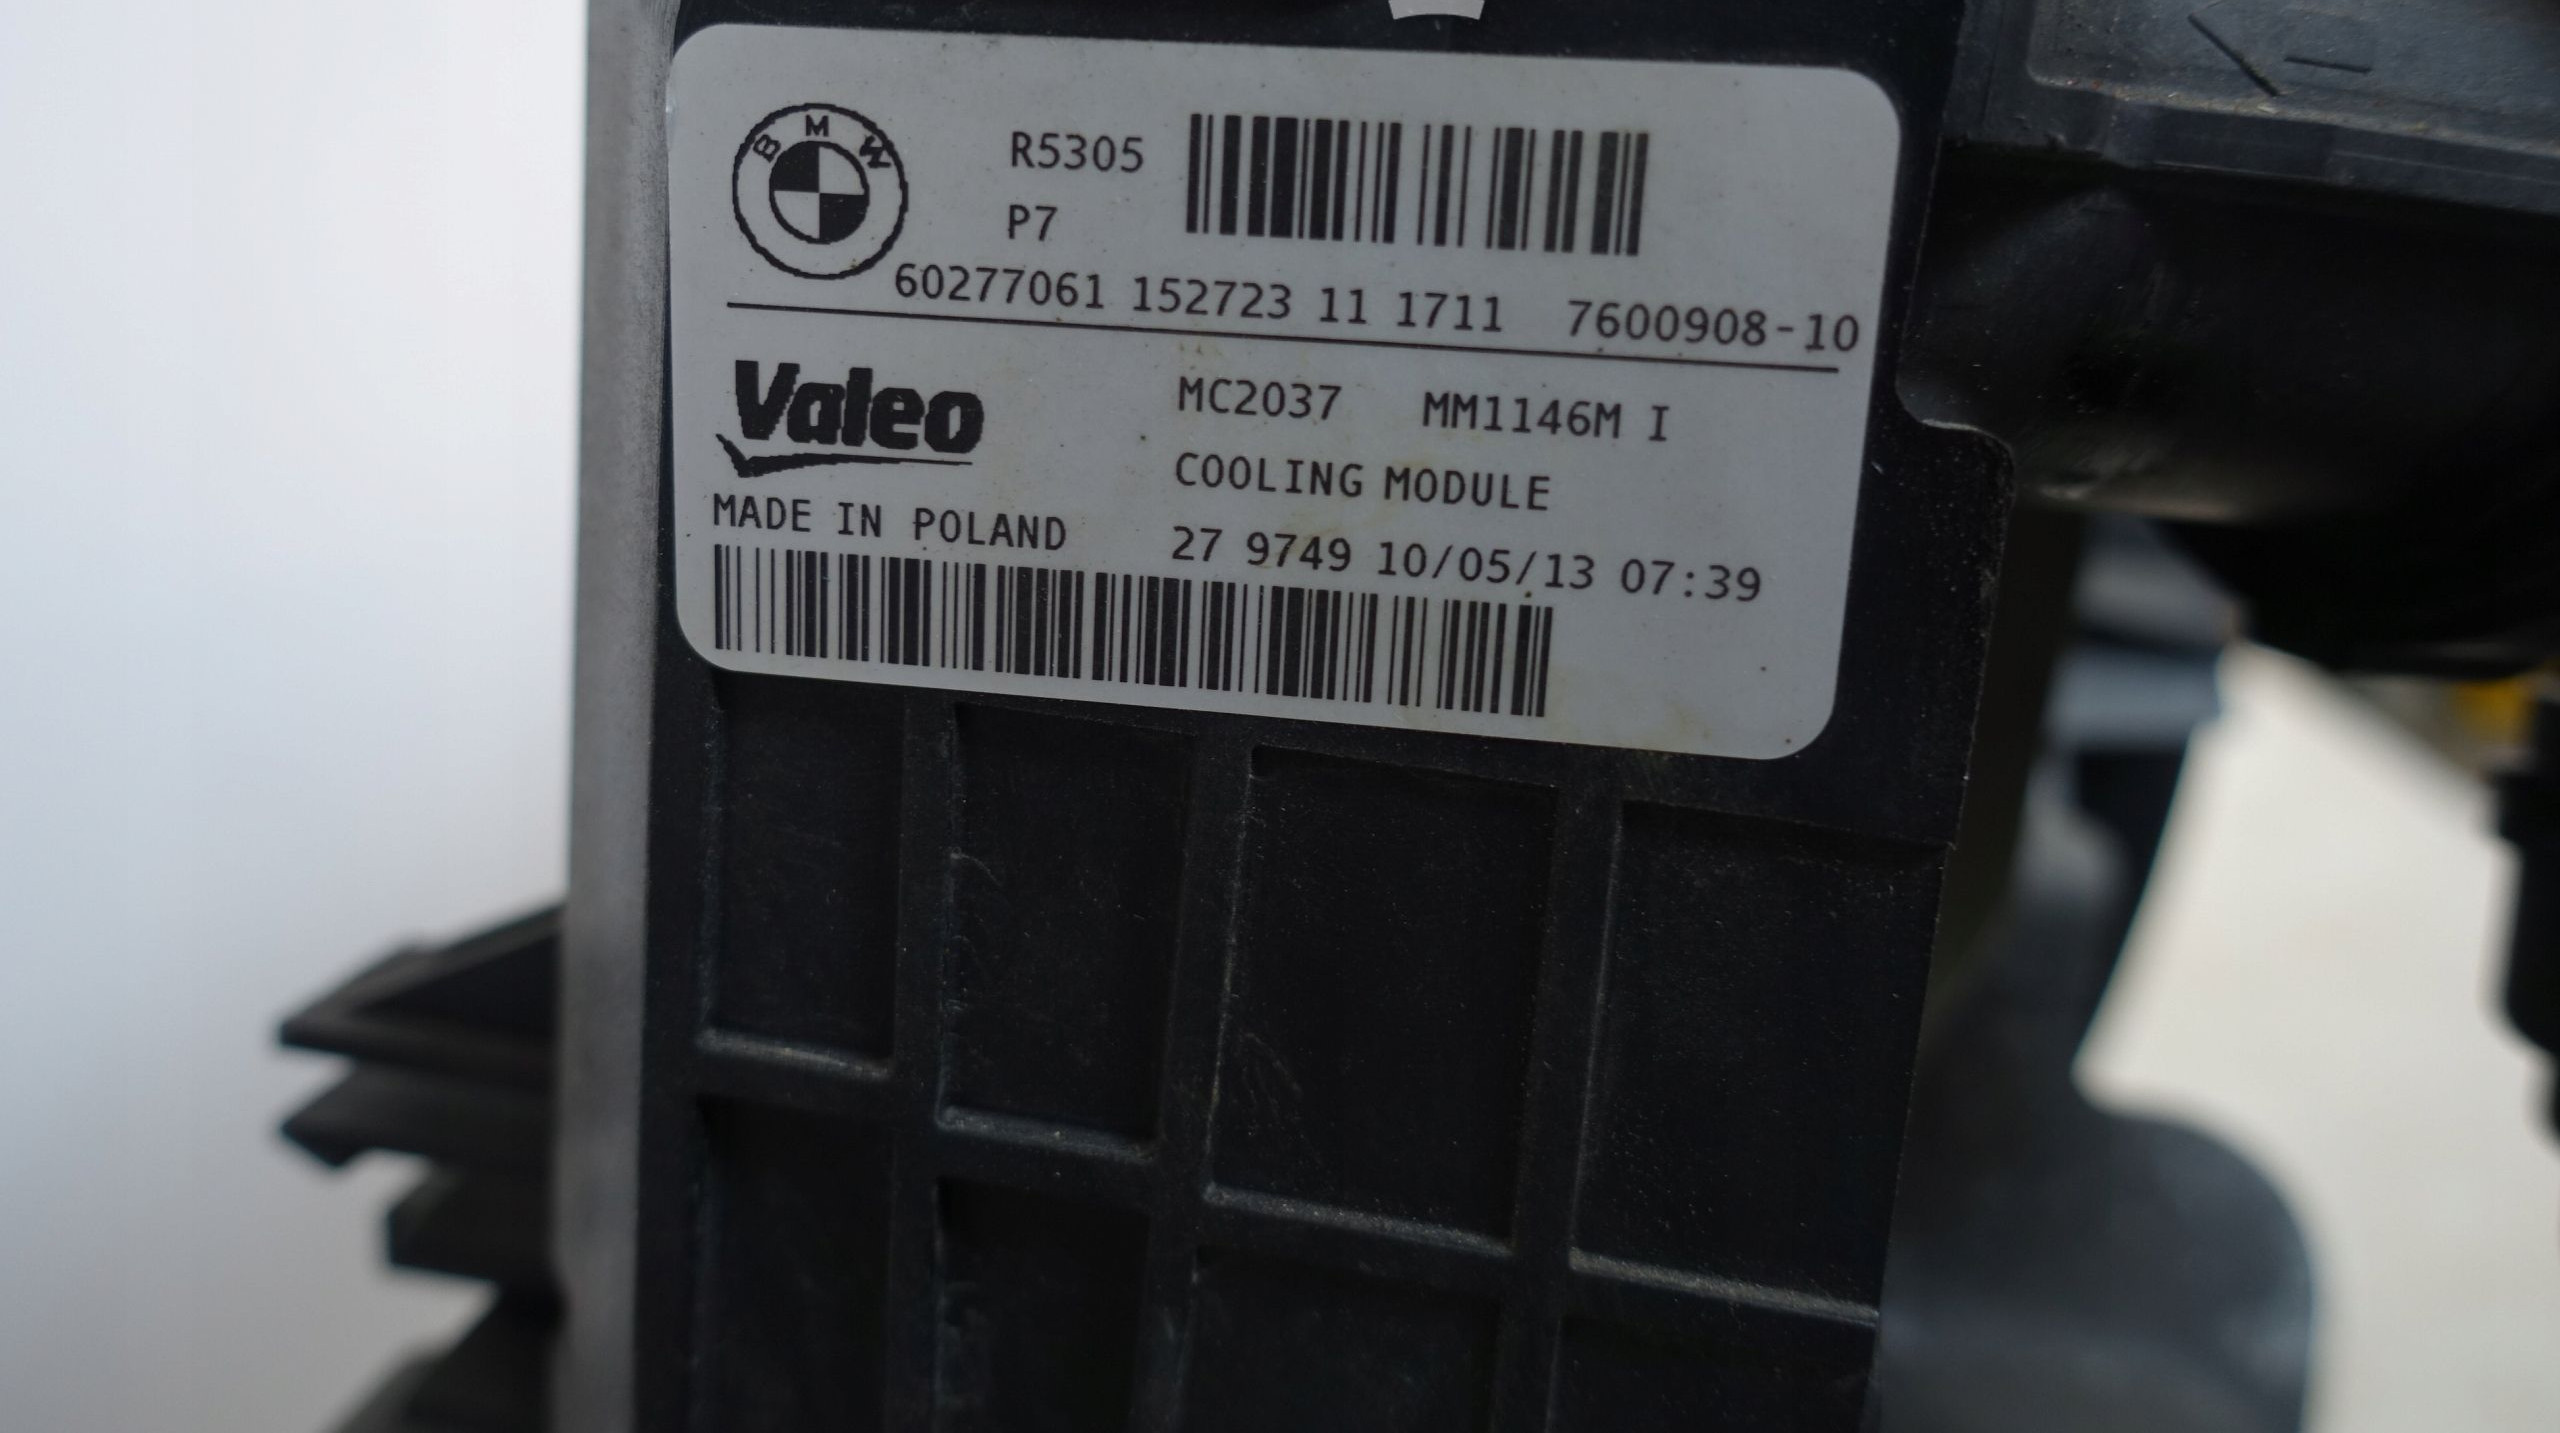 BMW
R5305
P7
60277061 152723 11 1711 7600908-10
Valeo
MC2037 MM1146M I
COOLING MODULE
MADE IN POLAND
27 9749 10/05/13 07:39